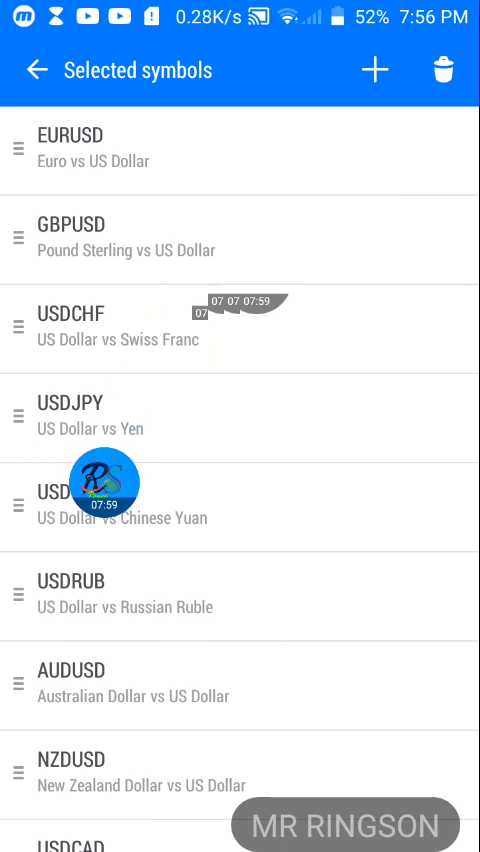 0.28K/s 52% 7:56 PM
Selected symbols
EURUSD
Euro vs US Dollar
GBPUSD
Pound Sterling vs US Dollar
07 07 07:59
07
USDCHF
US Dollar vs Swiss Franc
USDJPY
US Dollar vs Yen
USD
RS
07:59
US Dollar vs Chinese Yuan
USDRUB
US Dollar vs Russian Ruble
AUDUSD
Australian Dollar vs US Dollar
NZDUSD
New Zealand Dollar vs US Dollar
MR RINGSON
USDCAD